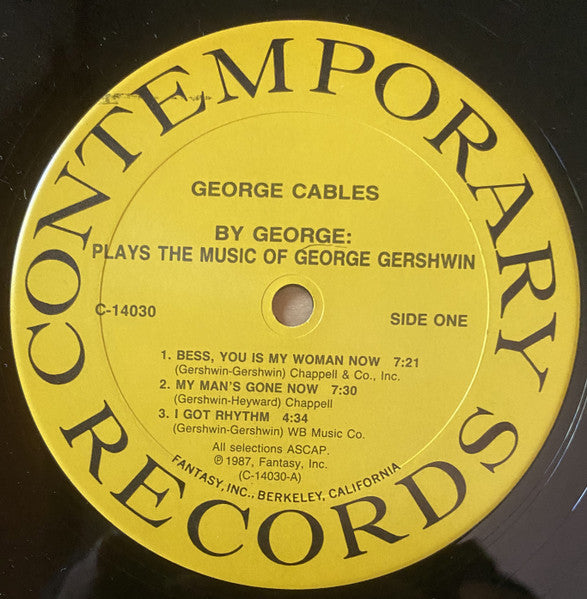 CONTEMPORARY
GEORGE CABLES
BY GEORGE:
PLAYS THE MUSIC OF GEORGE GERSHWIN
C-14030
SIDE ONE
1. BESS, YOU IS MY WOMAN NOW 7:21
(Gershwin-Gershwin) Chappell & Co., Inc.
2. MY MAN'S GONE NOW 7:30
(Gershwin-Heyward) Chappell
3. I GOT RHYTHM 4:34
(Gershwin-Gershwin) WB Music Co.
All selections ASCAP.
℗ 1987, Fantasy, Inc.
(C-14030-A)
FANTASY, INC., BERKELEY, CALIFORNIA
RECORDS